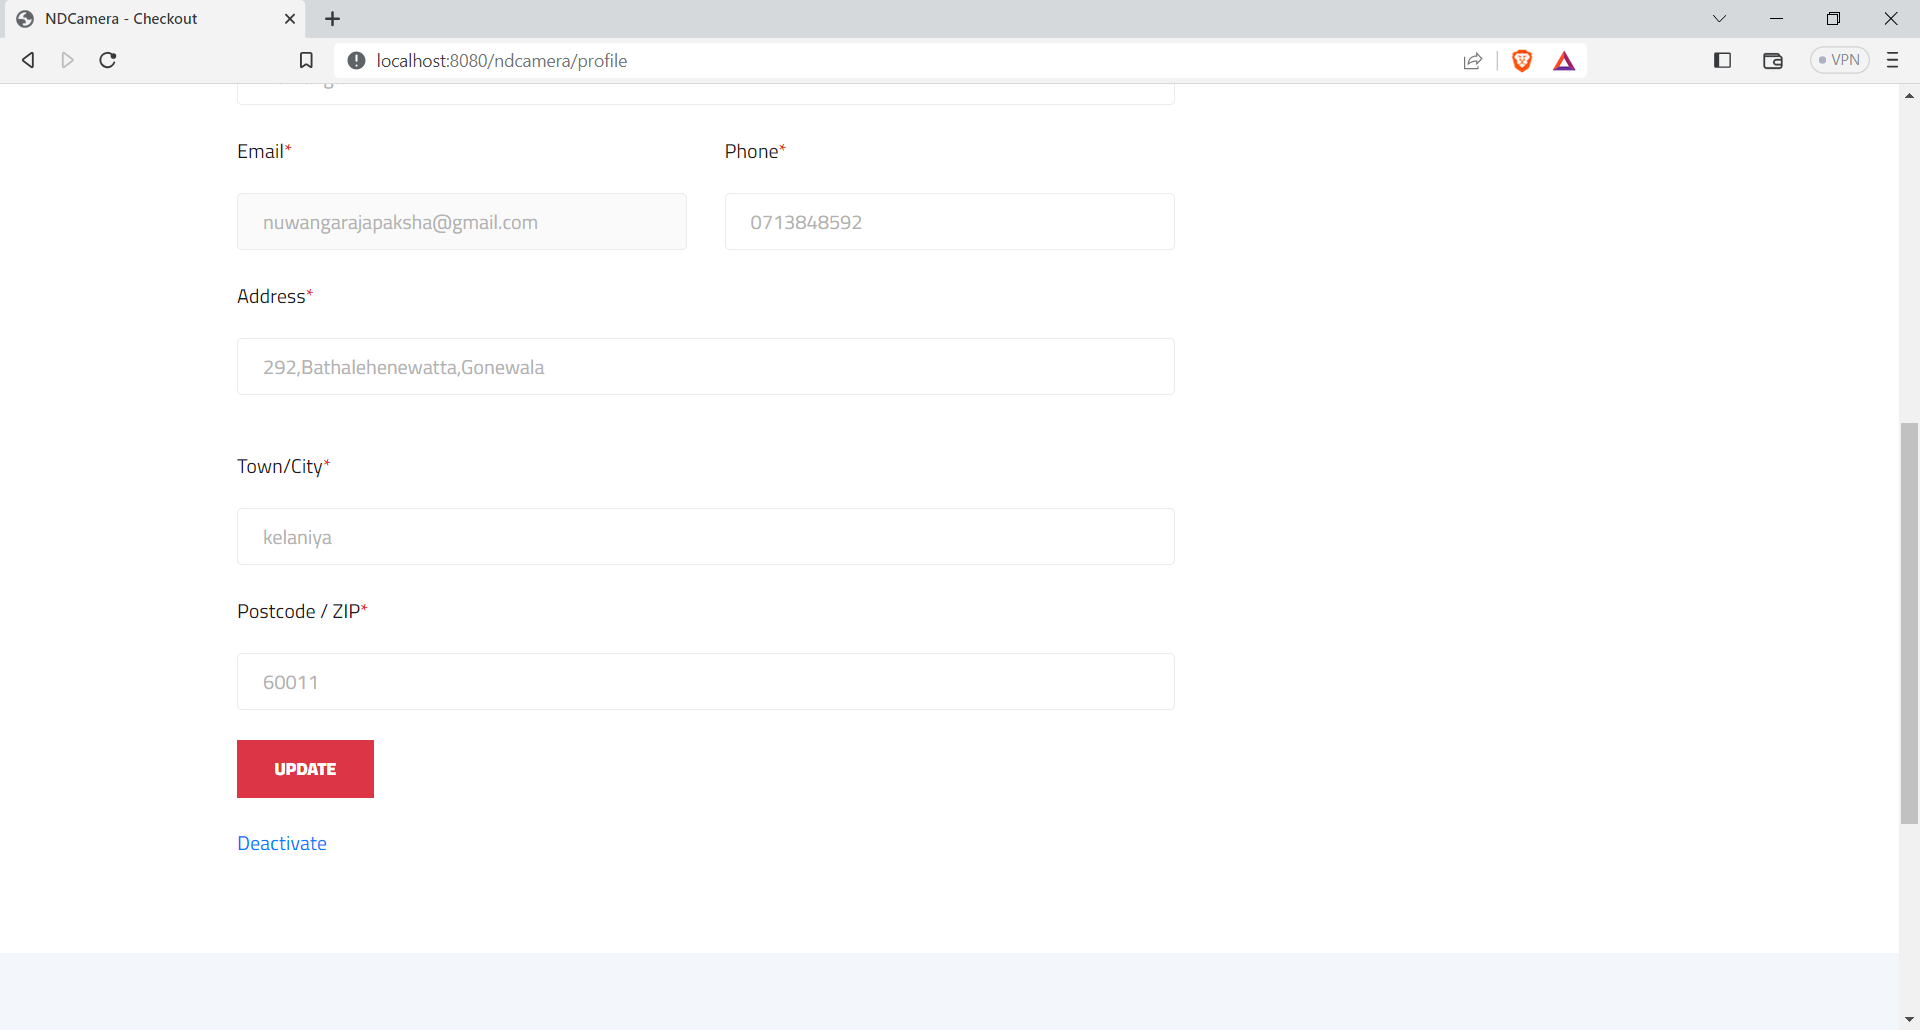 NDCamera - Checkout
localhost:8080/ndcamera/profile
VPN
Email*
Phone*
nuwangarajapaksha@gmail.com
0713848592
Address*
292,Bathalehenewatta,Gonewala
Town/City*
kelaniya
Postcode / ZIP*
60011
UPDATE
Deactivate